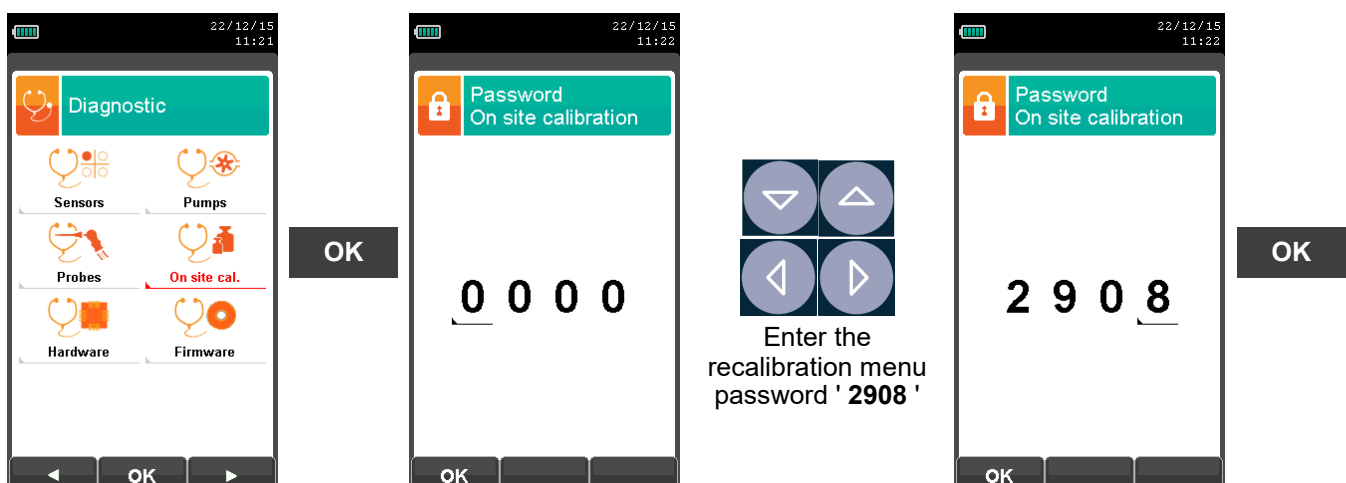 22/12/15
11:21
Diagnostic
Sensors
Pumps
Probes
On site cal.
Hardware
Firmware
OK
OK
22/12/15
11:22
Password
On site calibration
0 0 0 0
OK
Enter the
recalibration menu
password ' 2908 '
22/12/15
11:22
Password
On site calibration
2 9 0 8
OK
OK